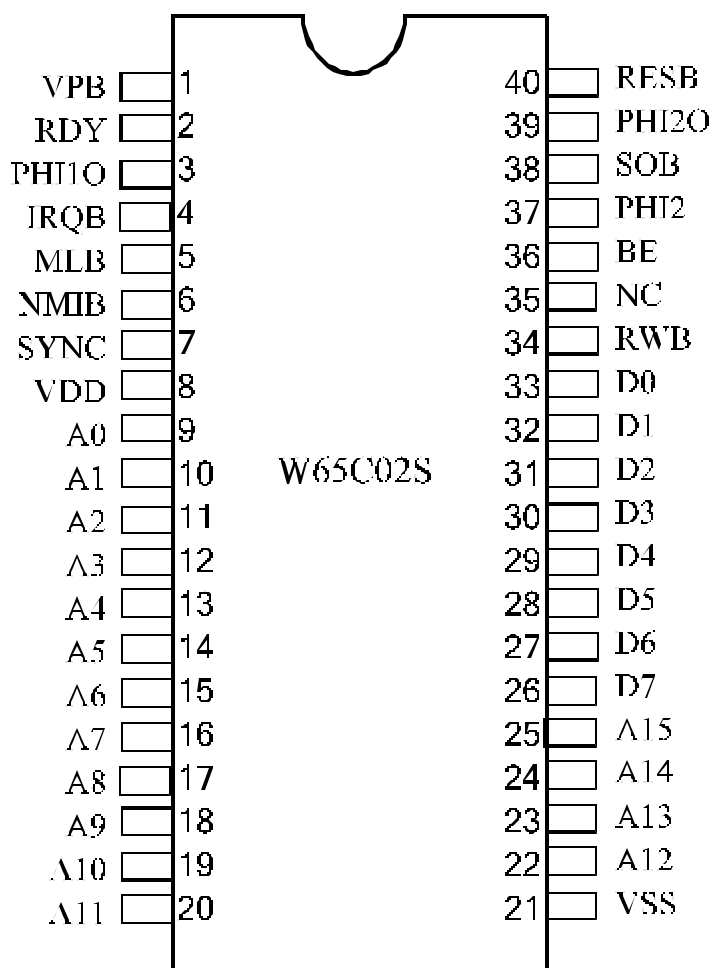 VPB 1 40 RESB
RDY 2 39 PHI2O
PHI1O 3 38 SOB
IRQB 4 37 PHI2
MLB 5 36 BE
NMIB 6 35 NC
SYNC 7 34 RWB
VDD 8 33 D0
A0 9 32 D1
A1 10 W65C02S 31 D2
A2 11 30 D3
A3 12 29 D4
A4 13 28 D5
A5 14 27 D6
A6 15 26 D7
A7 16 25 A15
A8 17 24 A14
A9 18 23 A13
A10 19 22 A12
A11 20 21 VSS